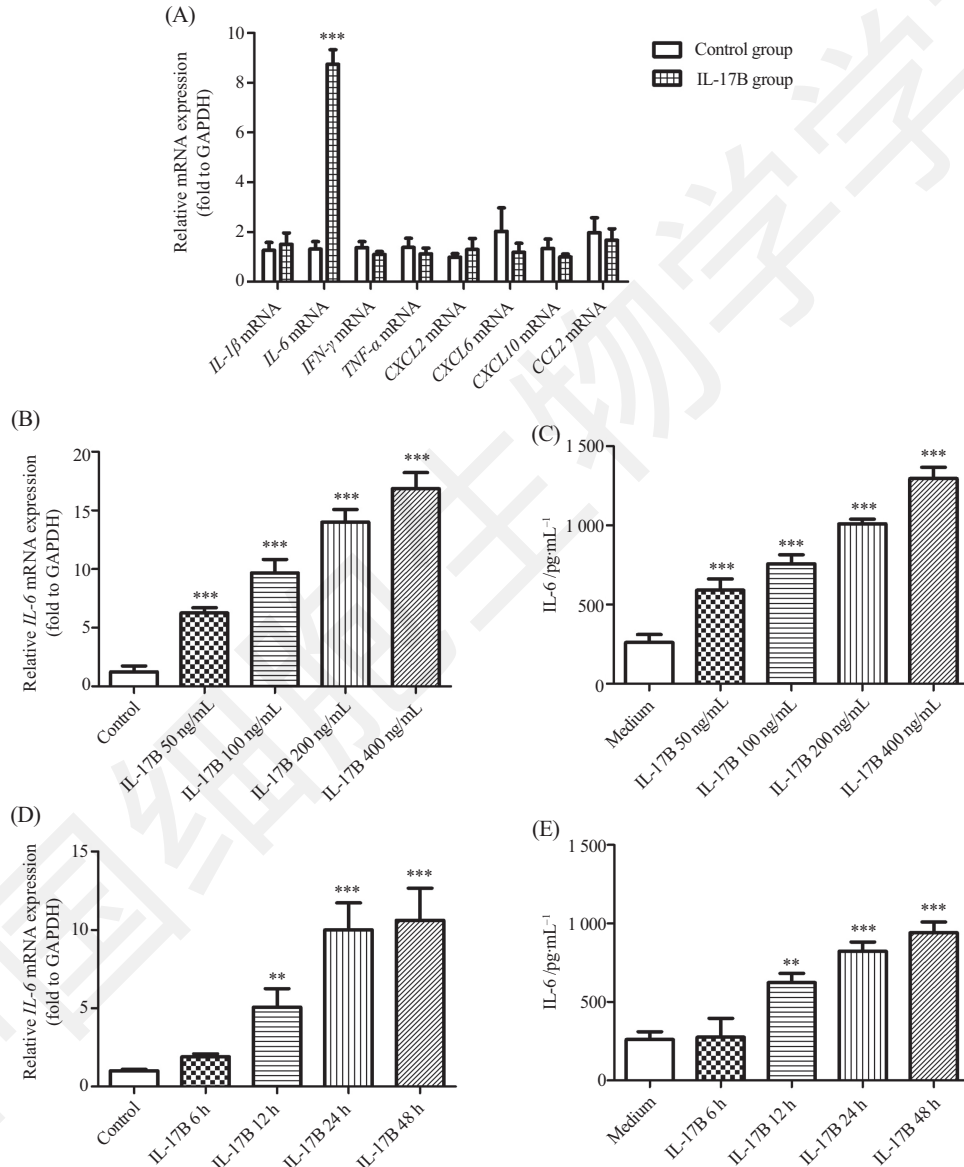 (A)
Relative mRNA expression
(fold to GAPDH)
10
8
6
4
2
0
***
Control group
IL-17B group
IL-1β mRNA
IL-6 mRNA
IFN-γ mRNA
TNF-α mRNA
CXCL2 mRNA
CXCL6 mRNA
CXCL10 mRNA
CCL2 mRNA
(B)
Relative IL-6 mRNA expression
(fold to GAPDH)
20
15
10
5
0
***
***
***
***
Control
IL-17B 50 ng/mL
IL-17B 100 ng/mL
IL-17B 200 ng/mL
IL-17B 400 ng/mL
(C)
IL-6 /pg·mL⁻¹
1 500
1 000
500
0
***
***
***
***
Medium
IL-17B 50 ng/mL
IL-17B 100 ng/mL
IL-17B 200 ng/mL
IL-17B 400 ng/mL
(D)
Relative IL-6 mRNA expression
(fold to GAPDH)
15
10
5
0
**
***
***
Control
IL-17B 6 h
IL-17B 12 h
IL-17B 24 h
IL-17B 48 h
(E)
IL-6 /pg·mL⁻¹
1 500
1 000
500
0
**
***
***
Medium
IL-17B 6 h
IL-17B 12 h
IL-17B 24 h
IL-17B 48 h
国细胞生物学学